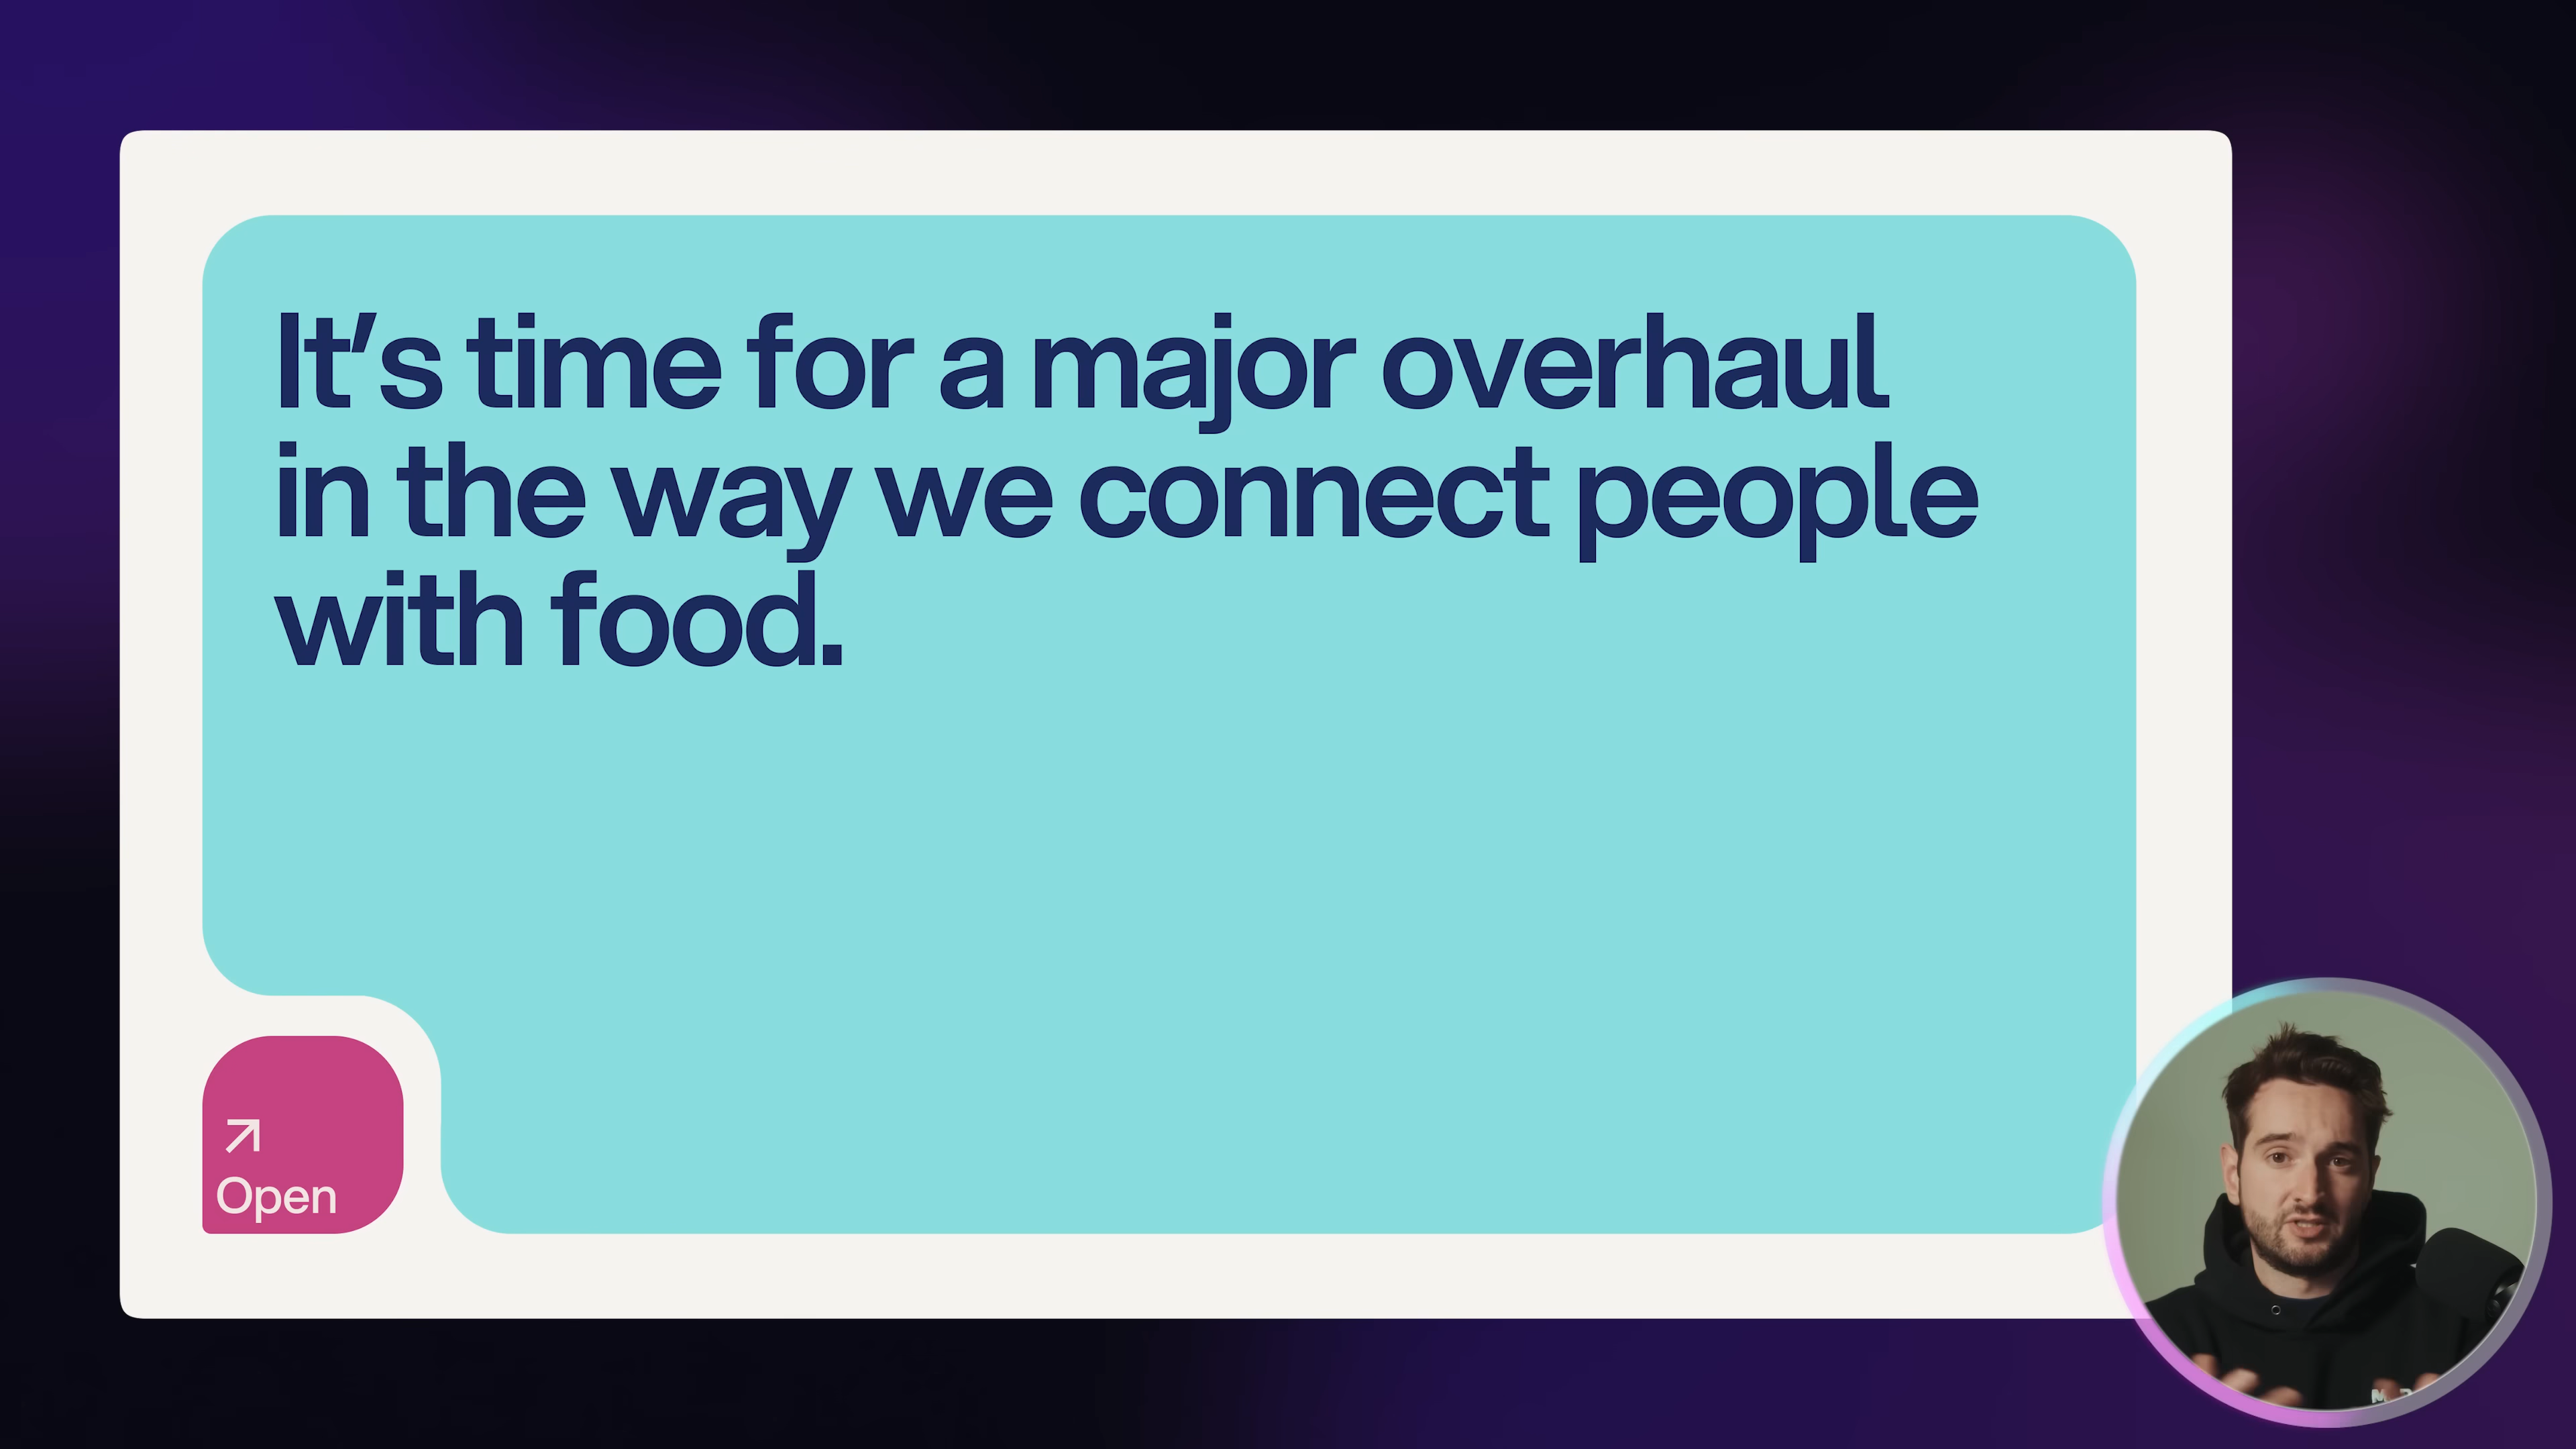 It’s time for a major overhaul
in the way we connect people
with food.
Open